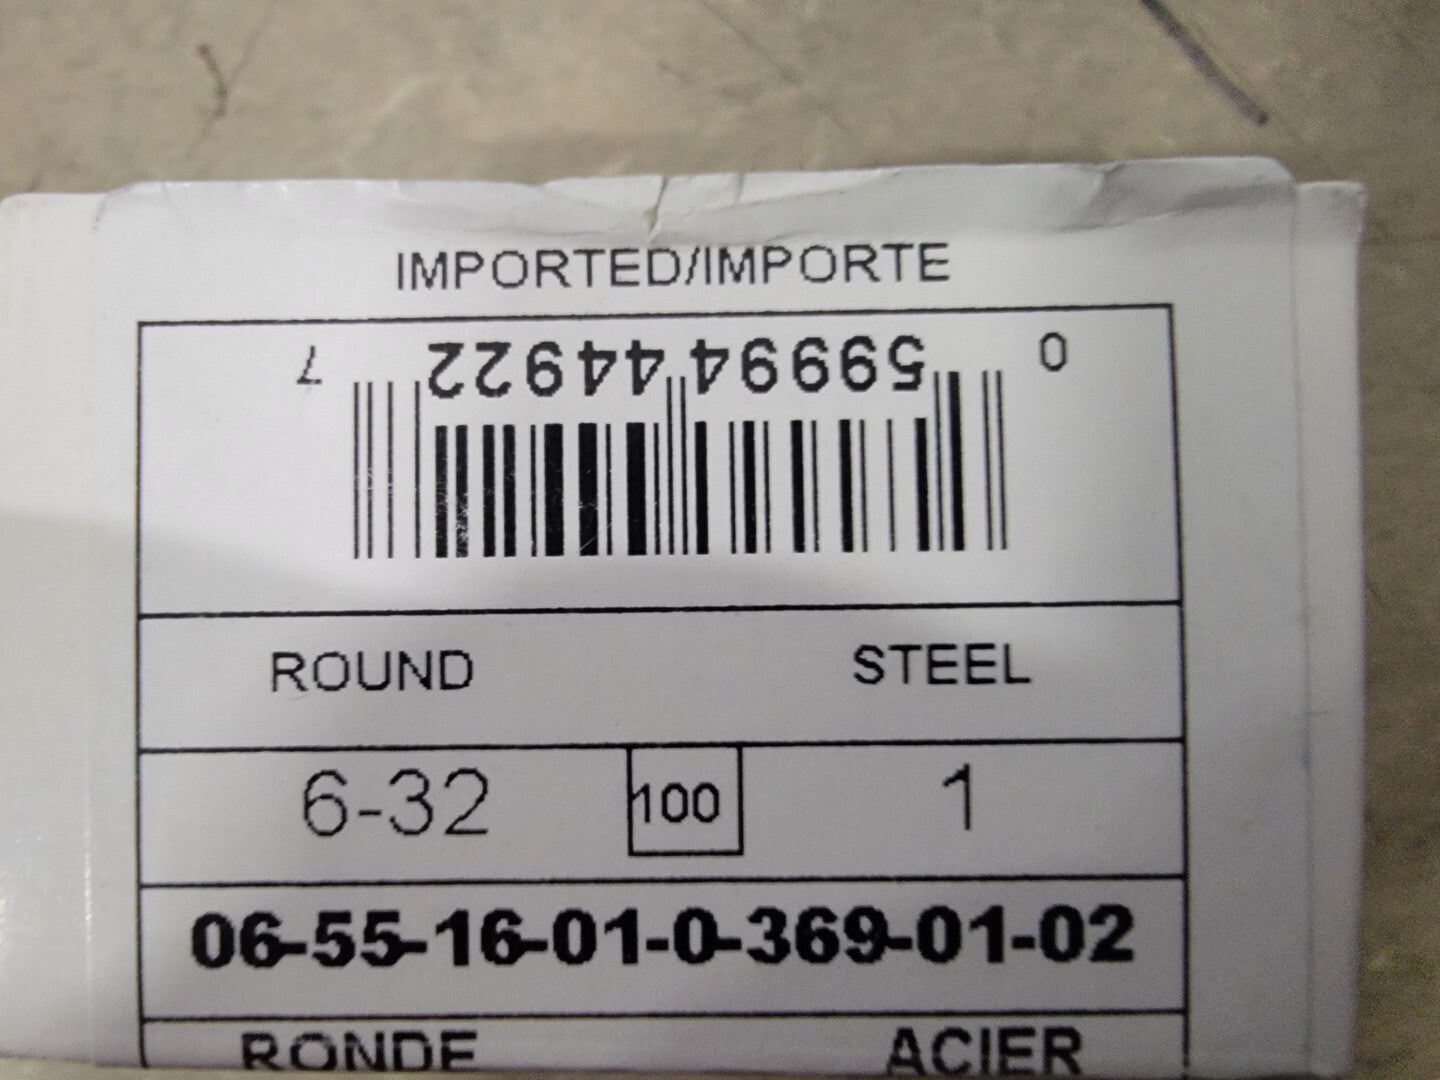 IMPORTED/IMPORTE
0 59994 44922 7
ROUND STEEL
6-32 100 1
06-55-16-01-0-369-01-02
RONDE ACIER